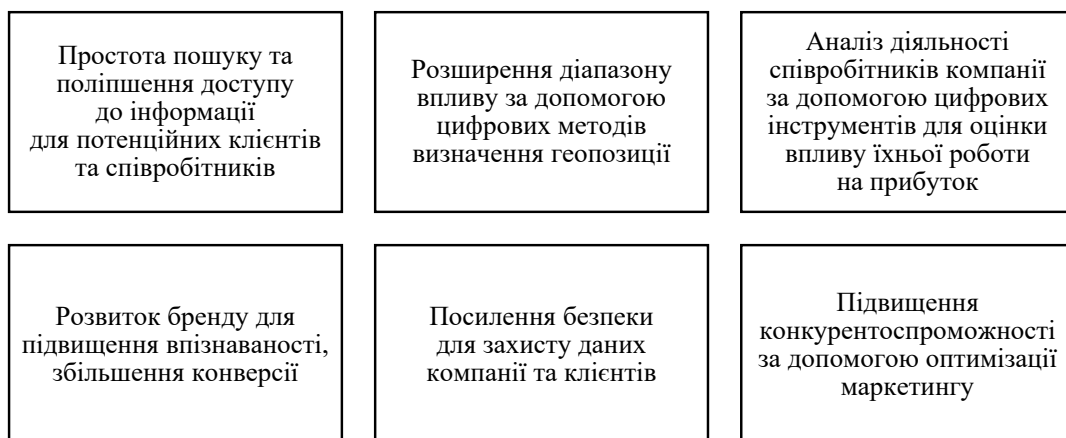 Простота пошуку та
поліпшення доступу
до інформації
для потенційних клієнтів
та співробітників
Розширення діапазону
впливу за допомогою
цифрових методів
визначення геопозиції
Аналіз діяльності
співробітників компанії
за допомогою цифрових
інструментів для оцінки
впливу їхньої роботи
на прибуток
Розвиток бренду для
підвищення впізнаваності,
збільшення конверсії
Посилення безпеки
для захисту даних
компанії та клієнтів
Підвищення
конкурентоспроможності
за допомогою оптимізації
маркетингу